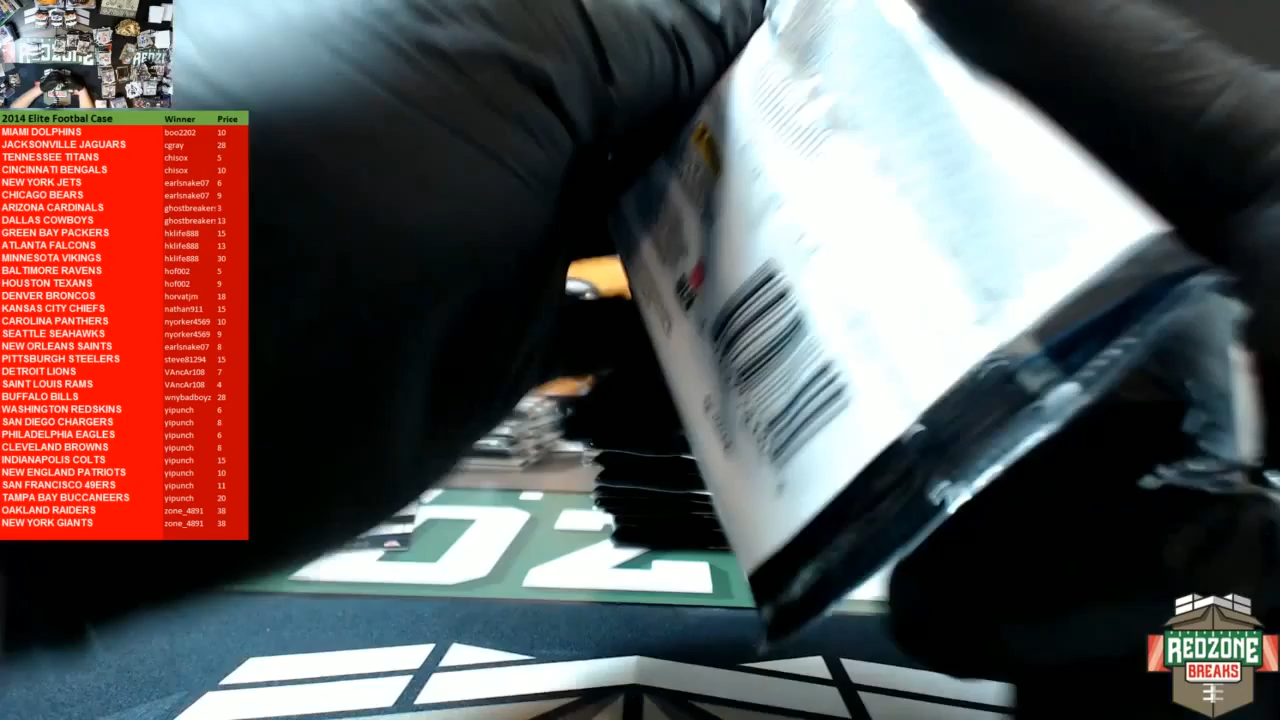 REDZONE
2014 Elite Footbal Case Winner Price
MIAMI DOLPHINS boo2202 10
JACKSONVILLE JAGUARS cgray 28
TENNESSEE TITANS chisox 5
CINCINNATI BENGALS chisox 10
NEW YORK JETS earlsnake07 6
CHICAGO BEARS earlsnake07 9
ARIZONA CARDINALS ghostbreaker 3
DALLAS COWBOYS ghostbreaker 13
GREEN BAY PACKERS hklife888 15
ATLANTA FALCONS hklife888 13
MINNESOTA VIKINGS hklife888 30
BALTIMORE RAVENS hof002 5
HOUSTON TEXANS hof002 9
DENVER BRONCOS horvatjm 18
KANSAS CITY CHIEFS nathan911 15
CAROLINA PANTHERS nyorker4569 10
SEATTLE SEAHAWKS nyorker4569 9
NEW ORLEANS SAINTS earlsnake07 8
PITTSBURGH STEELERS steve81294 15
DETROIT LIONS VAncAr108 7
SAINT LOUIS RAMS VAncAr108 4
BUFFALO BILLS wnybadboyz 28
WASHINGTON REDSKINS yipunch 6
SAN DIEGO CHARGERS yipunch 8
PHILADELPHIA EAGLES yipunch 6
CLEVELAND BROWNS yipunch 8
INDIANAPOLIS COLTS yipunch 15
NEW ENGLAND PATRIOTS yipunch 10
SAN FRANCISCO 49ERS yipunch 11
TAMPA BAY BUCCANEERS yipunch 20
OAKLAND RAIDERS zone_4891 38
NEW YORK GIANTS zone_4891 38
REDZONE
BREAKS